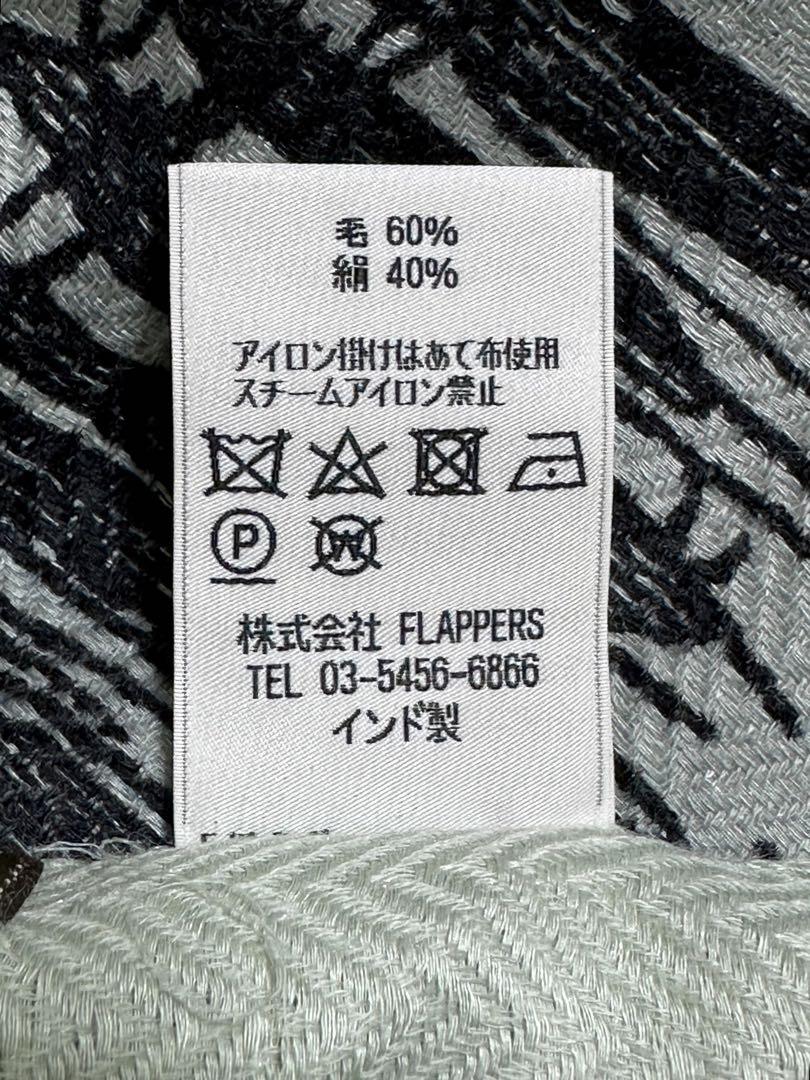 毛 60%
絹 40%
アイロン掛けはあて布使用
スチームアイロン禁止
P
W
株式会社 FLAPPERS
TEL 03-5456-6866
インド製